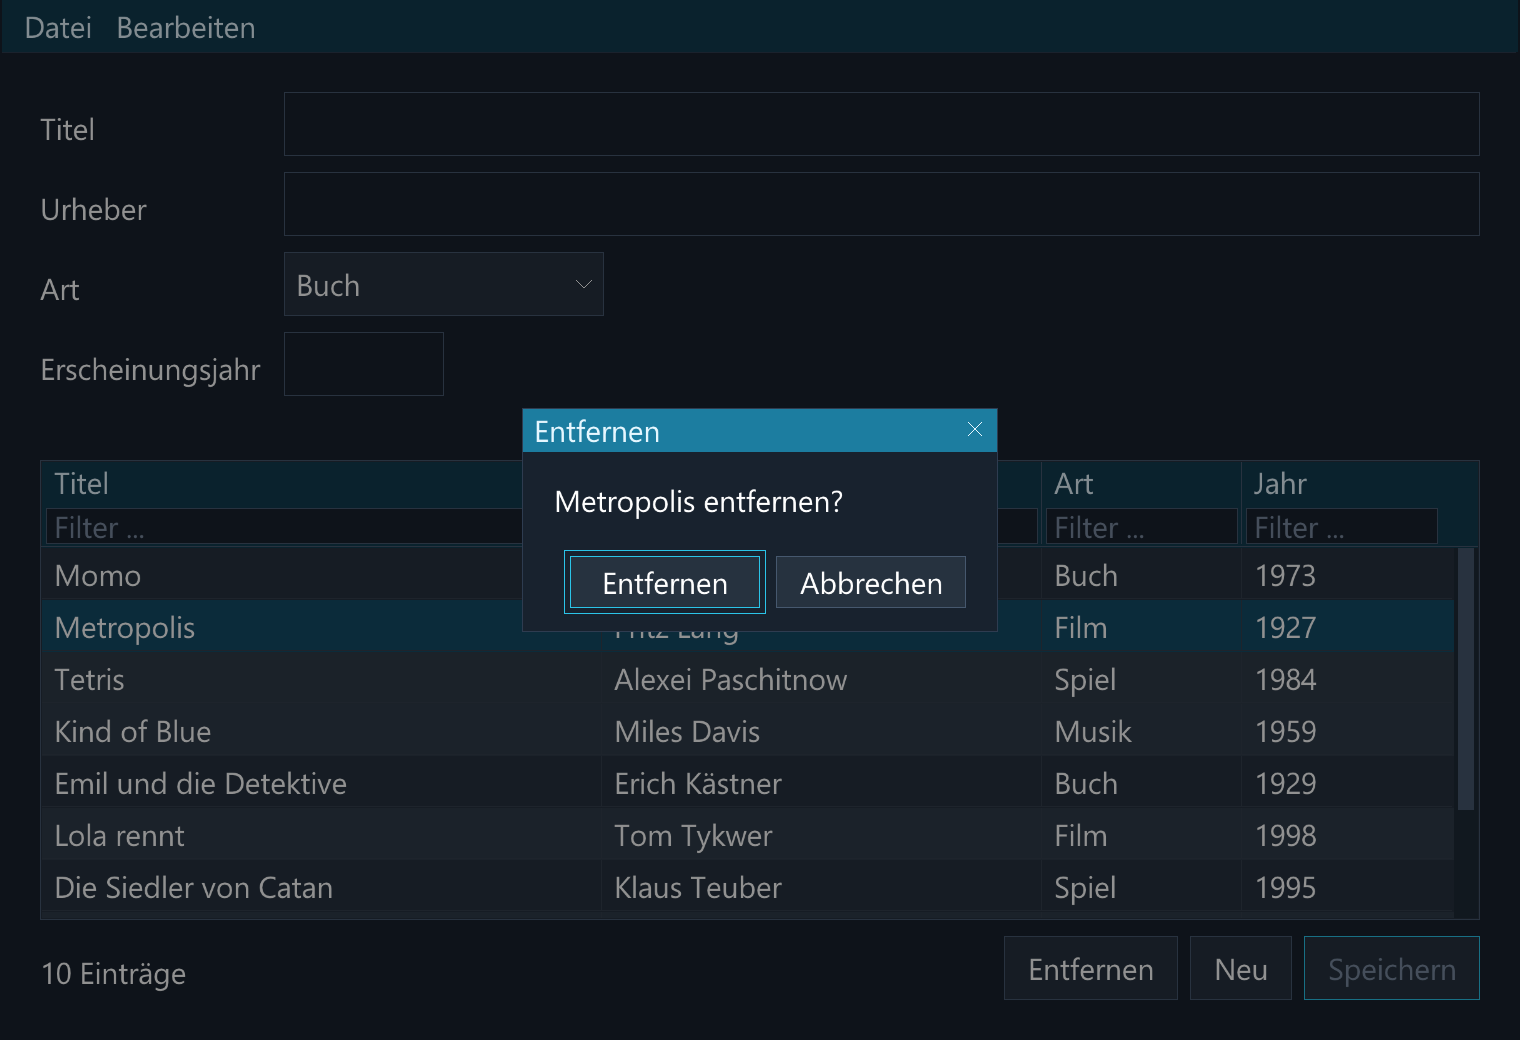 Datei Bearbeiten
Titel
Urheber
Art Buch
Erscheinungsjahr
Entfernen
Metropolis entfernen?
Entfernen Abbrechen
Titel Art Jahr
Filter ... Filter ... Filter ...
Momo Buch 1973
Metropolis Fritz Lang Film 1927
Tetris Alexei Paschitnow Spiel 1984
Kind of Blue Miles Davis Musik 1959
Emil und die Detektive Erich Kästner Buch 1929
Lola rennt Tom Tykwer Film 1998
Die Siedler von Catan Klaus Teuber Spiel 1995
10 Einträge Entfernen Neu Speichern